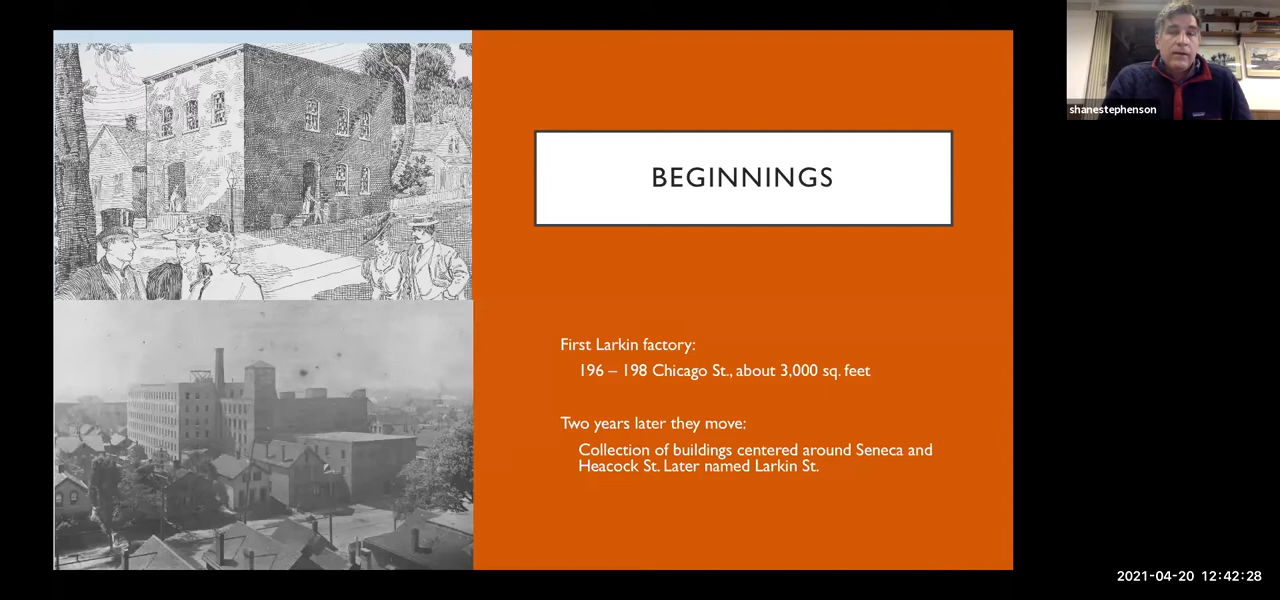 shanestephenson
BEGINNINGS
First Larkin factory:
196 – 198 Chicago St., about 3,000 sq. feet
Two years later they move:
Collection of buildings centered around Seneca and
Heacock St. Later named Larkin St.
2021-04-20 12:42:28